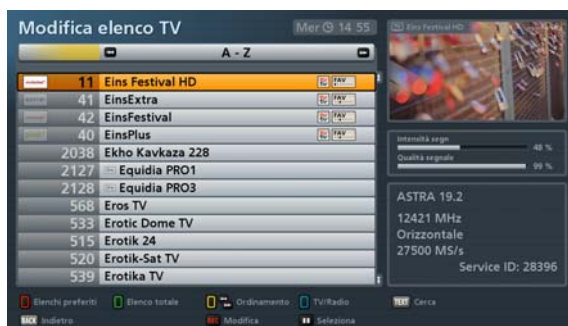 Modifica elenco TV
Mer 14 55
A - Z
11 Eins Festival HD
41 EinsExtra
42 EinsFestival
40 EinsPlus
2038 Ekho Kavkaza 228
2127 Equidia PRO1
2128 Equidia PRO3
568 Eros TV
533 Erotic Dome TV
515 Erotik 24
520 Erotik-Sat TV
539 Erotika TV
Eins Festival HD
Intensità segn
48 %
Qualità segnale
99 %
ASTRA 19.2
12421 MHz
Orizzontale
27500 MS/s
Service ID: 28396
Elenchi preferiti
Elenco totale
Ordinamento
TV/Radio
TEXT Cerca
BACK Indietro
Modifica
Seleziona